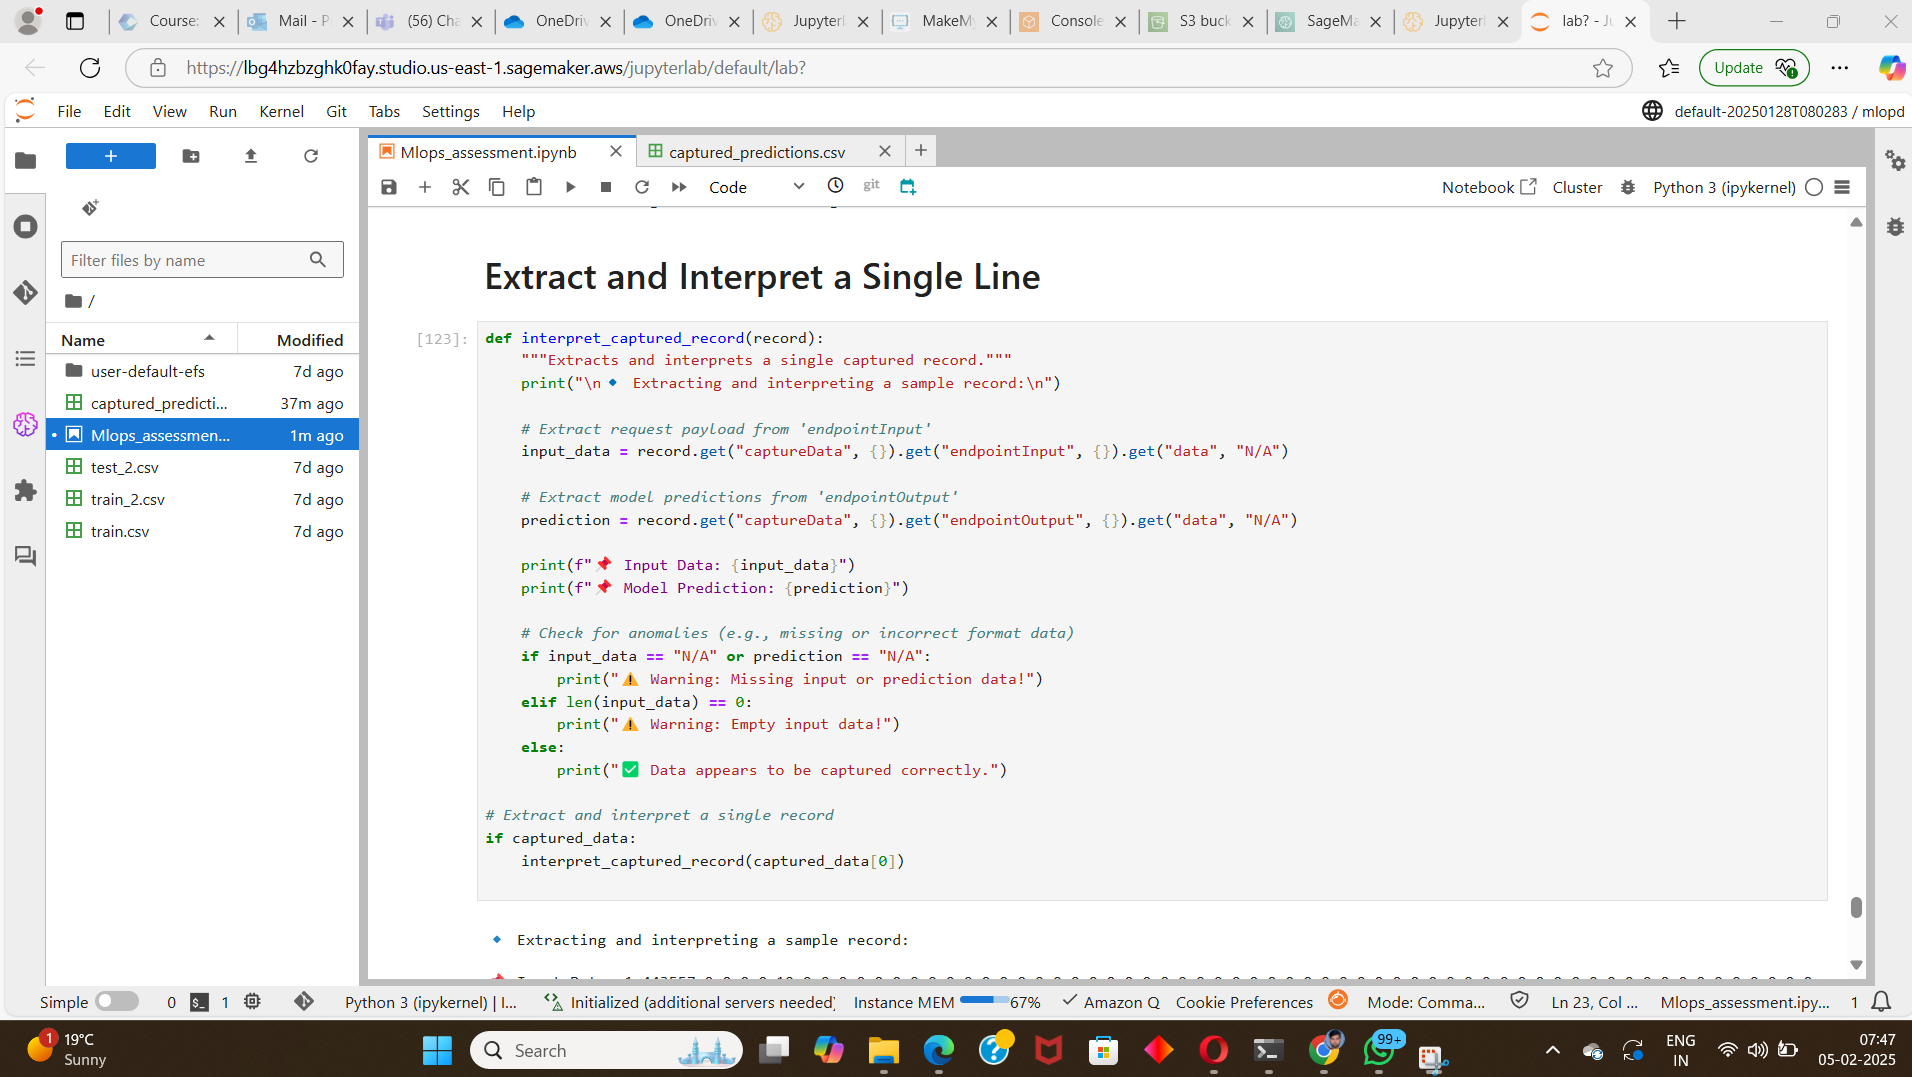 Course:
Mail - P
(56) Cha
OneDriv
OneDriv
Jupyterl
MakeMy
Console
S3 buck
SageMa
Jupyterl
lab? - Ju
https://lbg4hzbzghk0fay.studio.us-east-1.sagemaker.aws/jupyterlab/default/lab?
Update
File Edit View Run Kernel Git Tabs Settings Help
default-20250128T080283 / mlopd
Mlops_assessment.ipynb
captured_predictions.csv
Code
git
Notebook
Cluster
Python 3 (ipykernel)
Filter files by name
/
Name Modified
user-default-efs 7d ago
captured_predicti... 37m ago
Mlops_assessmen... 1m ago
test_2.csv 7d ago
train_2.csv 7d ago
train.csv 7d ago
Extract and Interpret a Single Line
[123]:
def interpret_captured_record(record):
"""Extracts and interprets a single captured record."""
print("\n🔹 Extracting and interpreting a sample record:\n")
# Extract request payload from 'endpointInput'
input_data = record.get("captureData", {}).get("endpointInput", {}).get("data", "N/A")
# Extract model predictions from 'endpointOutput'
prediction = record.get("captureData", {}).get("endpointOutput", {}).get("data", "N/A")
print(f"📌 Input Data: {input_data}")
print(f"📌 Model Prediction: {prediction}")
# Check for anomalies (e.g., missing or incorrect format data)
if input_data == "N/A" or prediction == "N/A":
print("⚠️ Warning: Missing input or prediction data!")
elif len(input_data) == 0:
print("⚠️ Warning: Empty input data!")
else:
print("✅ Data appears to be captured correctly.")
# Extract and interpret a single record
if captured_data:
interpret_captured_record(captured_data[0])
🔹 Extracting and interpreting a sample record:
Simple 0 1 Python 3 (ipykernel) | I... Initialized (additional servers needed) Instance MEM 67% Amazon Q Cookie Preferences Mode: Comma... Ln 23, Col ... Mlops_assessment.ipy... 1
1
19°C
Sunny
Search
99+
ENG
IN
07:47
05-02-2025